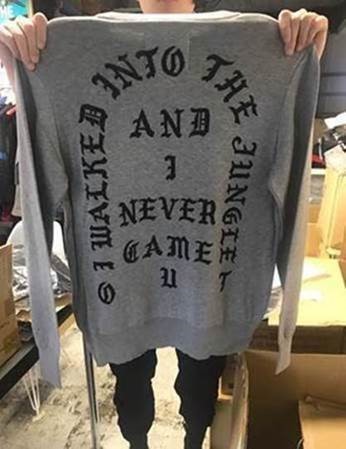 I WALKED INTO THE JUNGLE
AND
I
NEVER
CAME
O U T